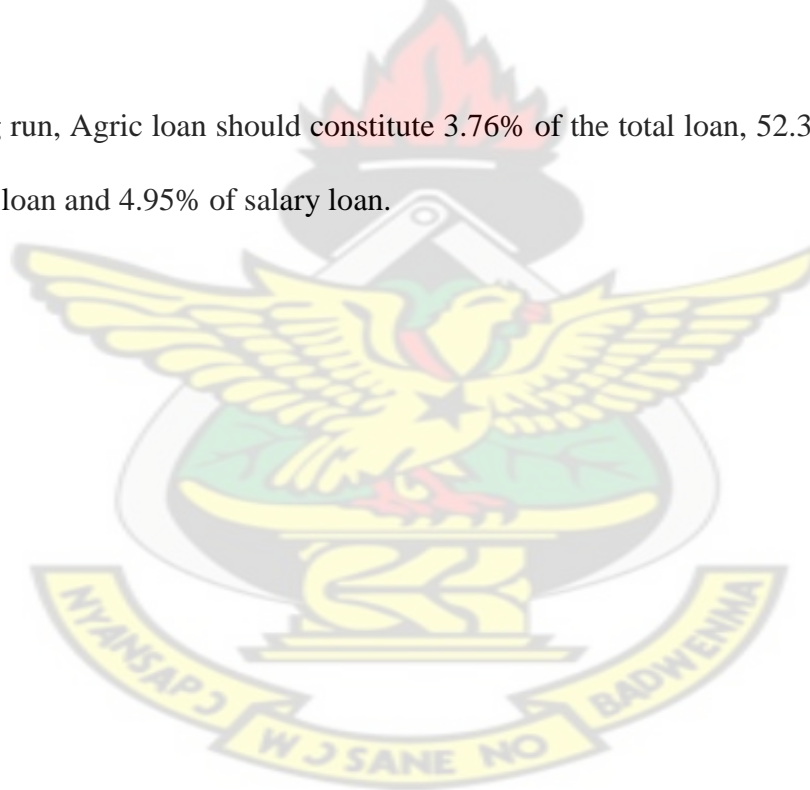 run, Agric loan should constitute 3.76% of the total loan, 52.3
loan and 4.95% of salary loan.
NYANSAPƆ
WƆSANE NO
BADWENMA